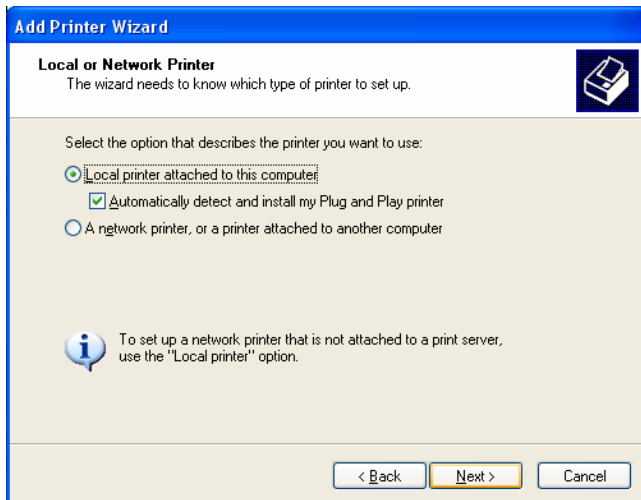 Add Printer Wizard
Local or Network Printer
The wizard needs to know which type of printer to set up.
Select the option that describes the printer you want to use:
Local printer attached to this computer
Automatically detect and install my Plug and Play printer
A network printer, or a printer attached to another computer
To set up a network printer that is not attached to a print server,
use the "Local printer" option.
< Back
Next >
Cancel